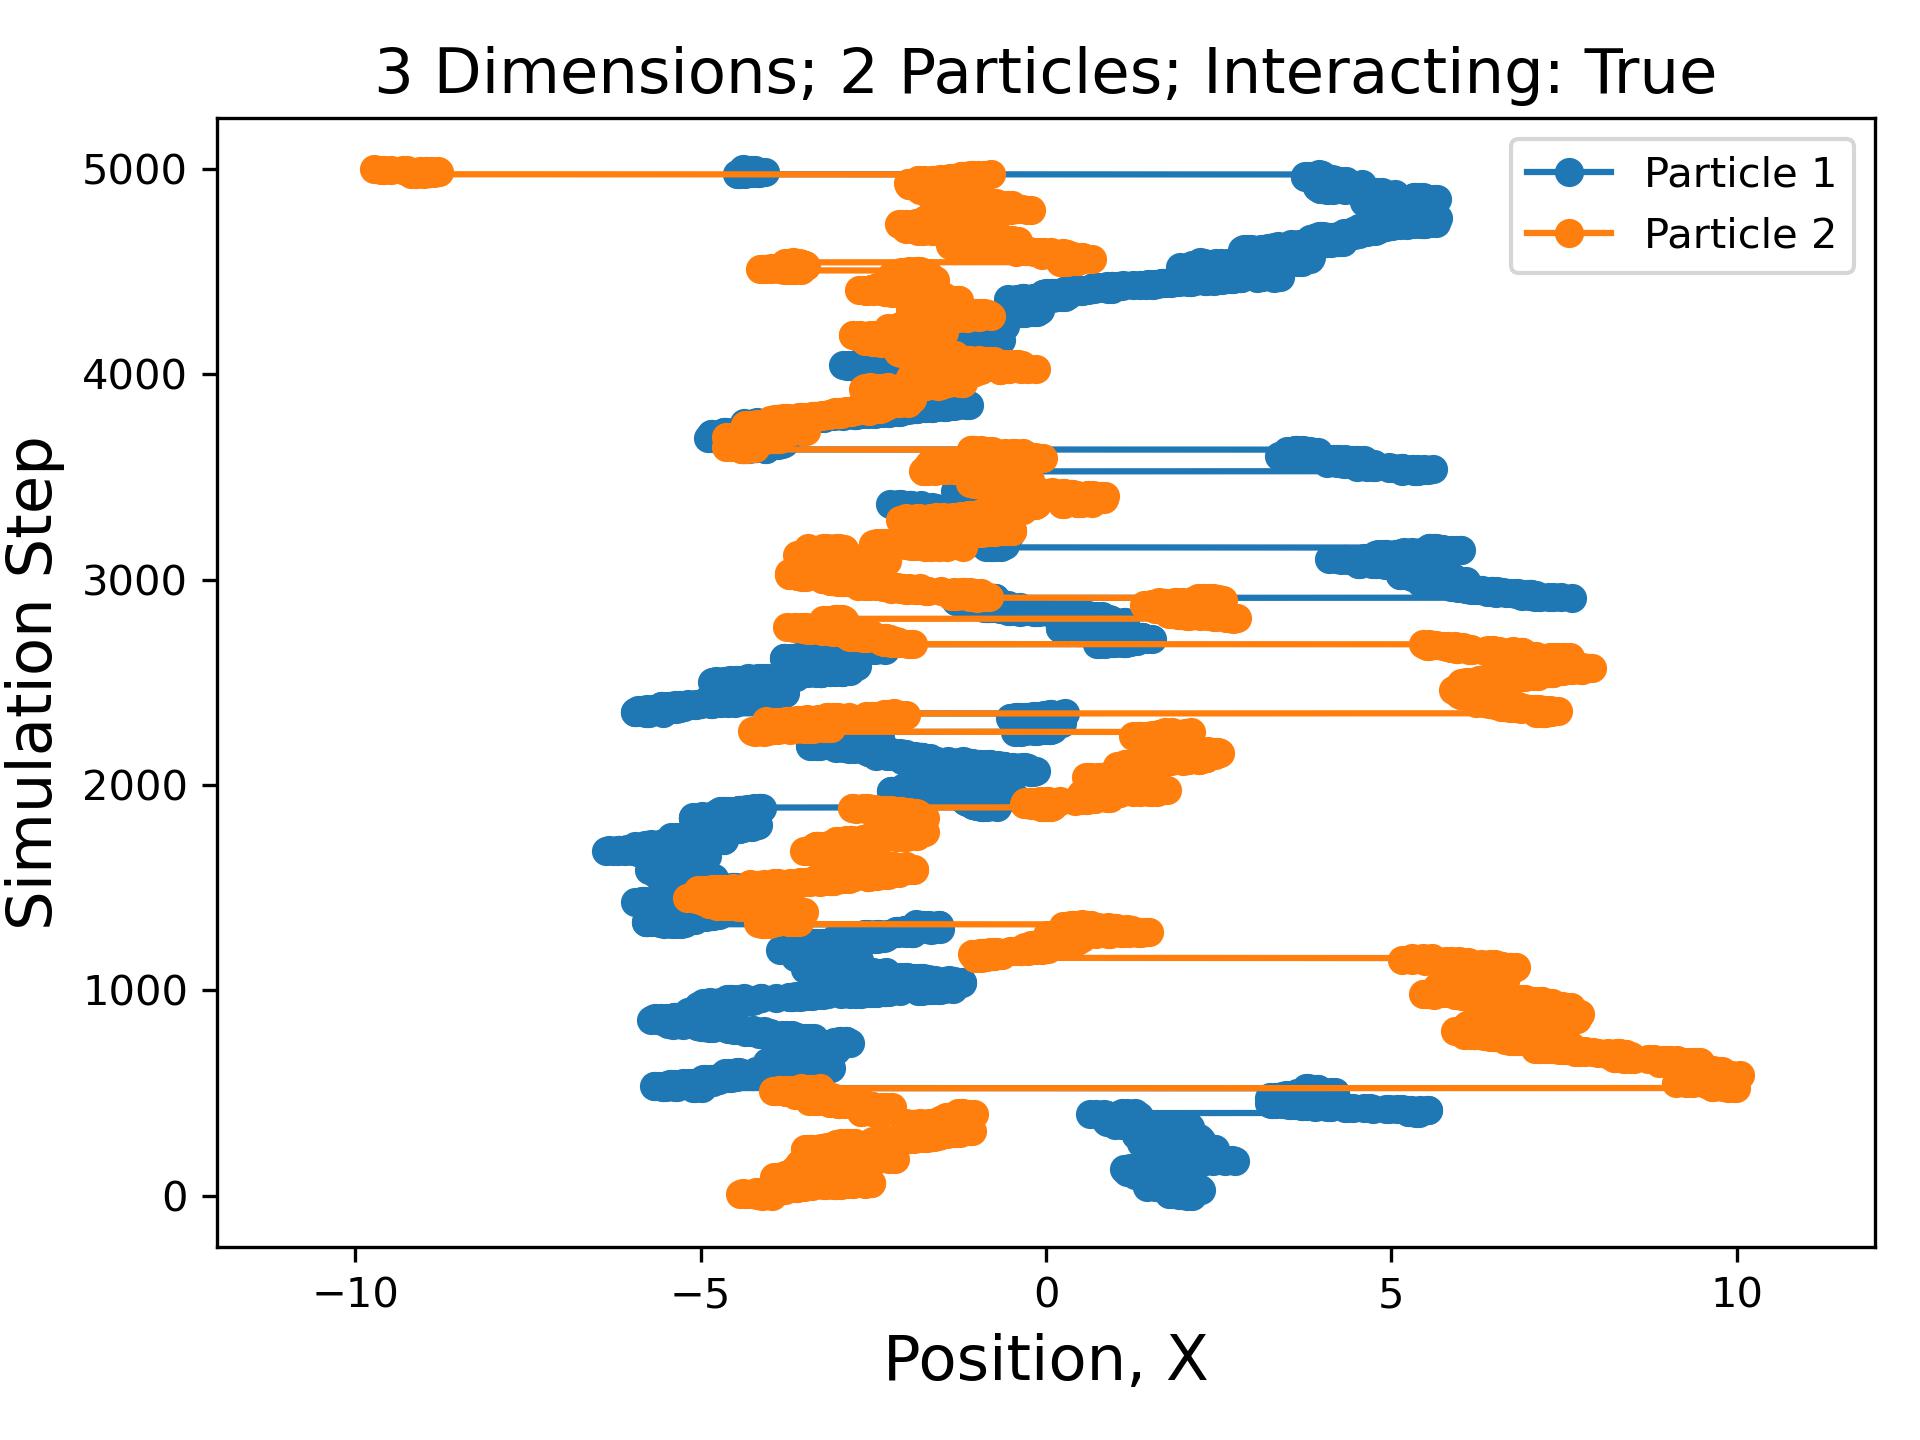 3 Dimensions; 2 Particles; Interacting: True
Particle 1
Particle 2
5000
4000
3000
2000
1000
0
Simulation Step
−10
−5
0
5
10
Position, X